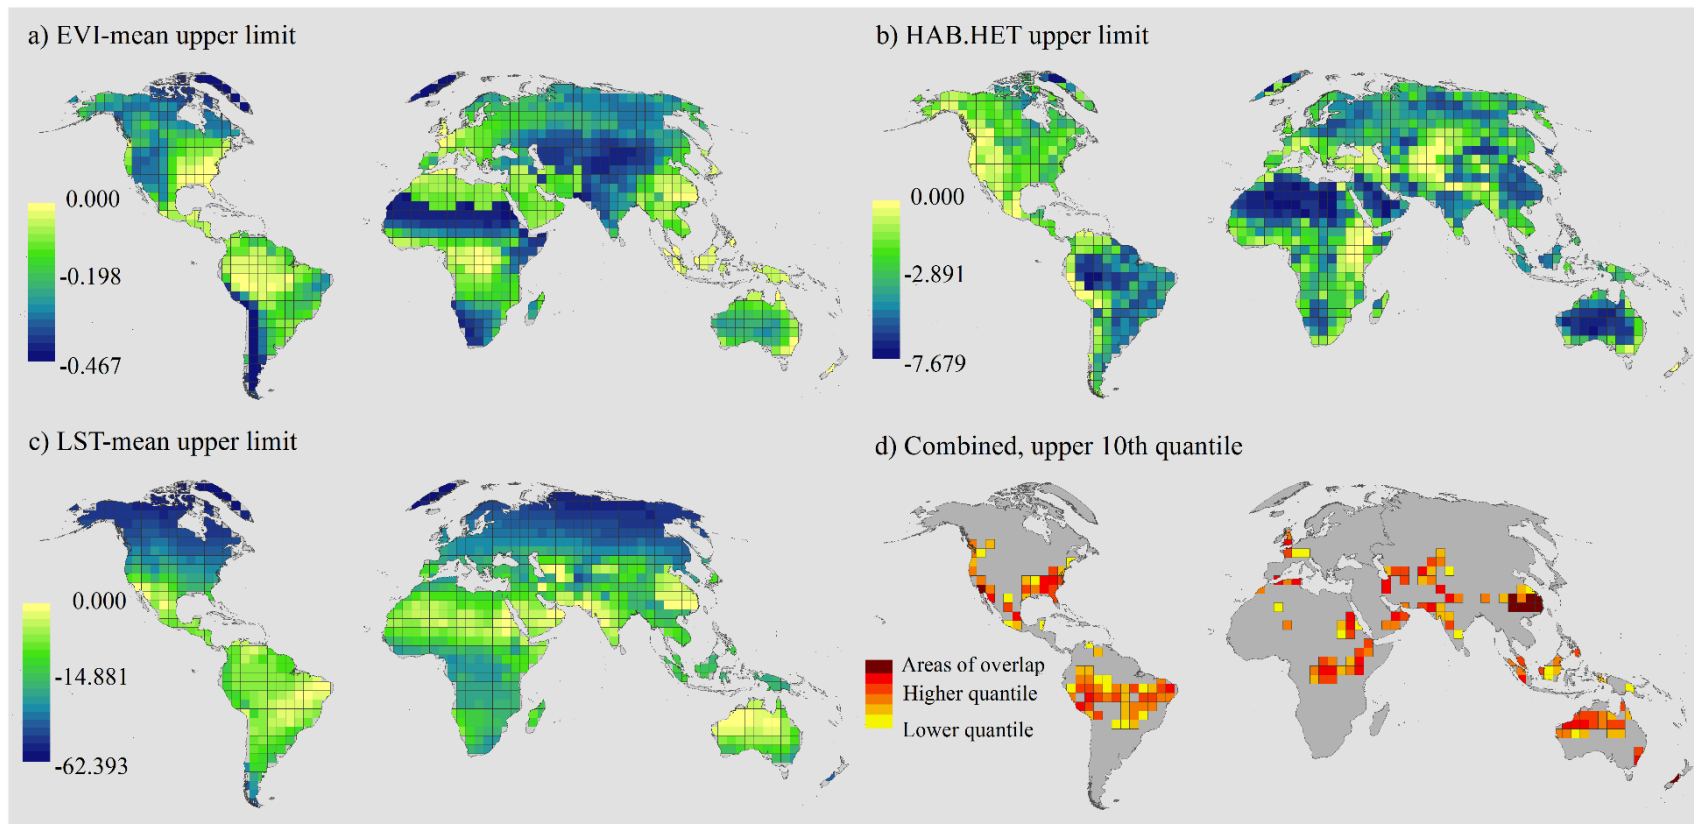 a) EVI-mean upper limit
0.000
-0.198
-0.467
b) HAB.HET upper limit
0.000
-2.891
-7.679
c) LST-mean upper limit
0.000
-14.881
-62.393
d) Combined, upper 10th quantile
Areas of overlap
Higher quantile
Lower quantile